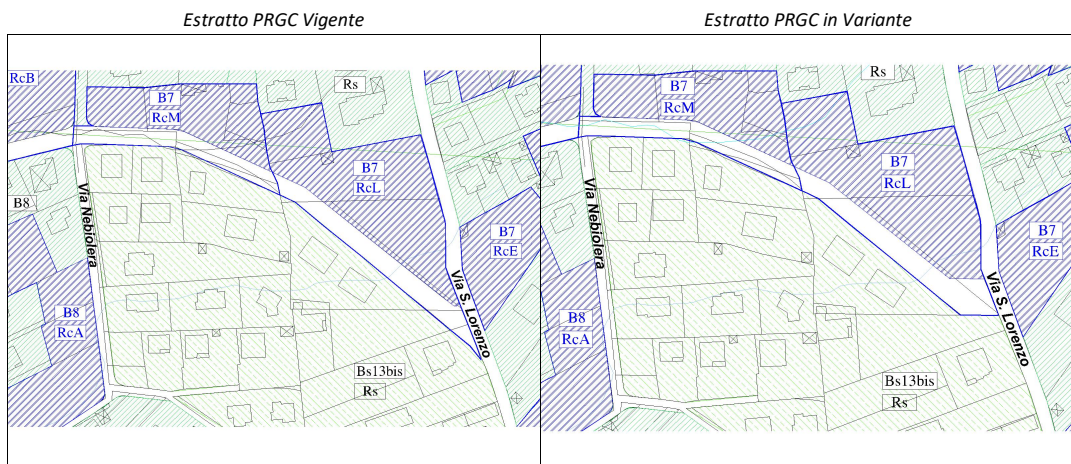 Estratto PRGC Vigente
RcB
B7
RcM
Rs
B7
RcL
B8
Via Nebiolera
B7
RcE
B8
RcA
Via S. Lorenzo
Bs13bis
Rs
Estratto PRGC in Variante
B7
RcM
Rs
B7
RcL
Via Nebiolera
B7
RcE
B8
RcA
Via S. Lorenzo
Bs13bis
Rs